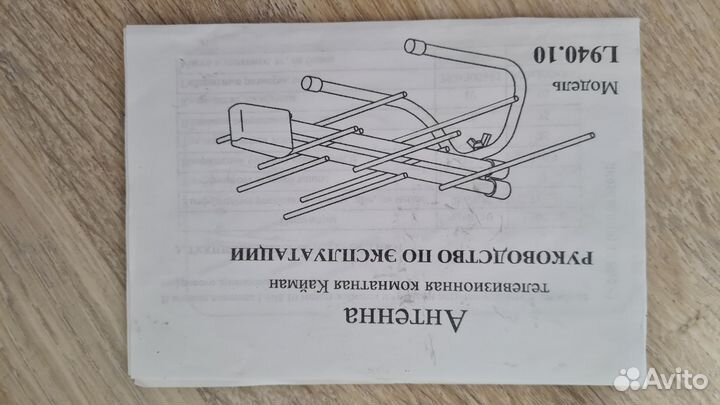 Антенна
телевизионная комнатная Кайман
РУКОВОДСТВО ПО ЭКСПЛУАТАЦИИ
Модель
L940.10
Avito